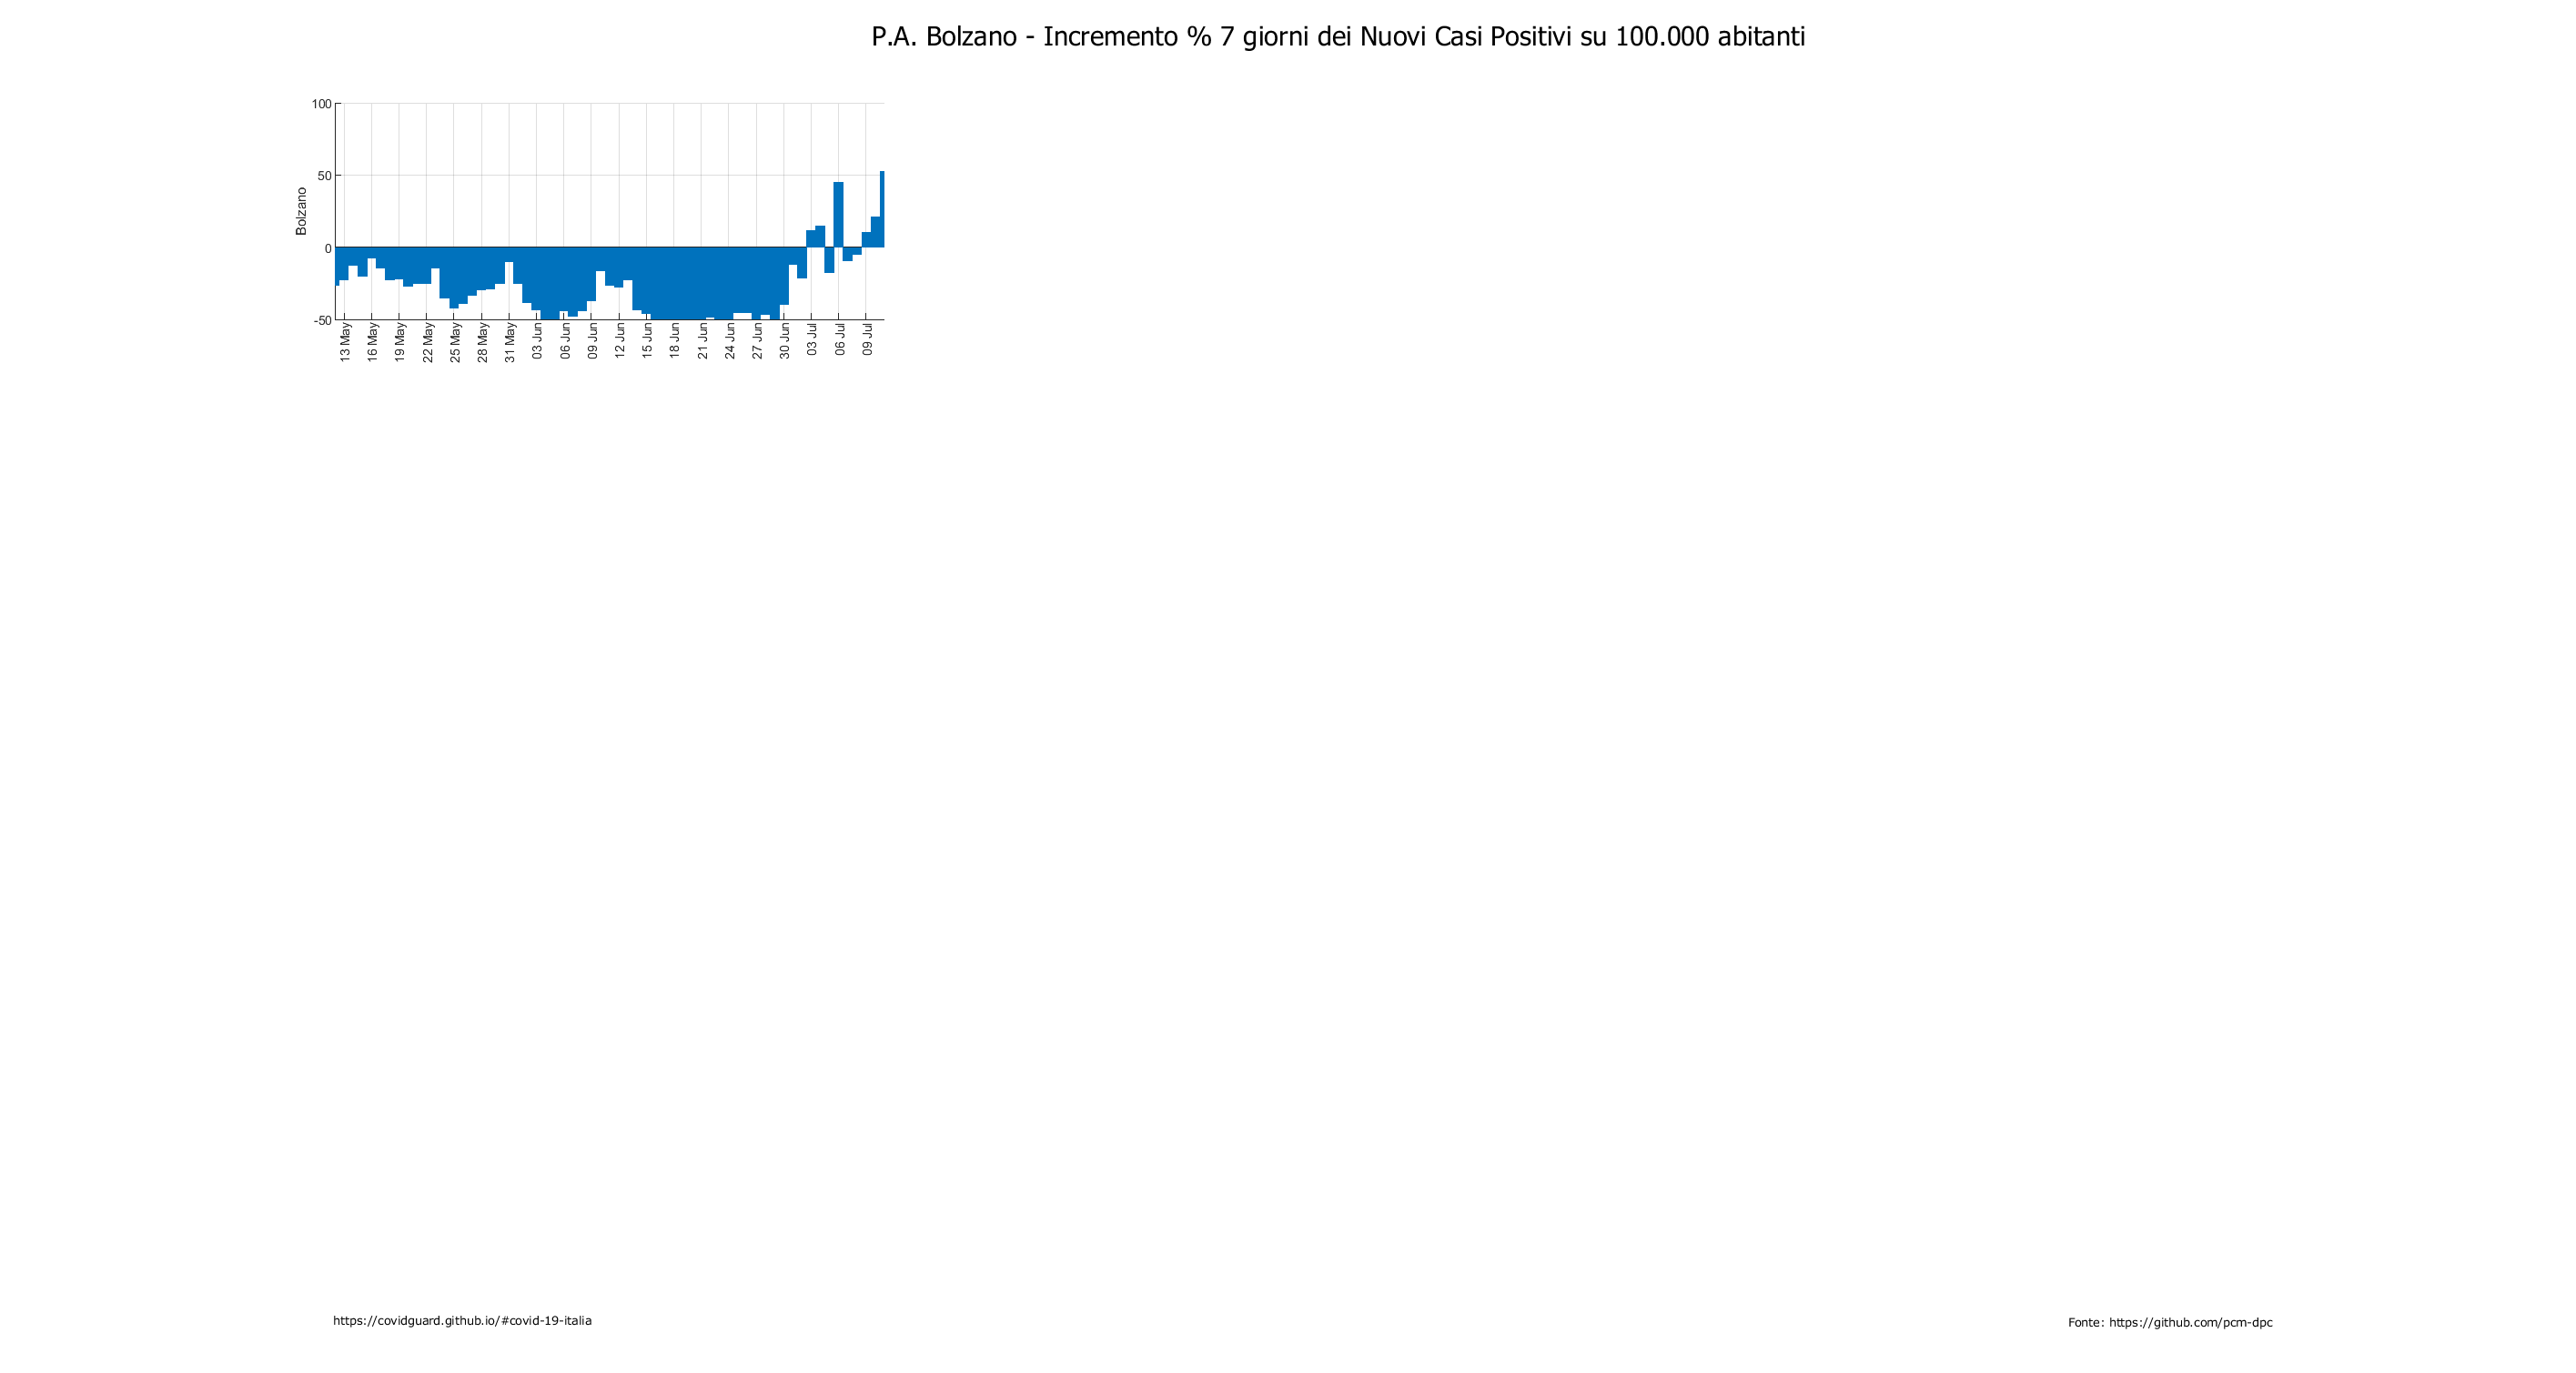 P.A. Bolzano - Incremento % 7 giorni dei Nuovi Casi Positivi su 100.000 abitanti
100
50
0
-50
Bolzano
13 May
16 May
19 May
22 May
25 May
28 May
31 May
03 Jun
06 Jun
09 Jun
12 Jun
15 Jun
18 Jun
21 Jun
24 Jun
27 Jun
30 Jun
03 Jul
06 Jul
09 Jul
https://covidguard.github.io/#covid-19-italia
Fonte: https://github.com/pcm-dpc